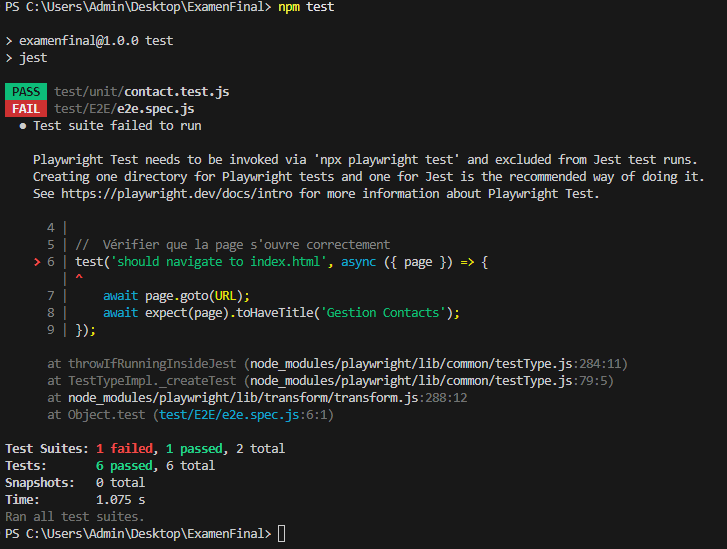 PS C:\Users\Admin\Desktop\ExamenFinal> npm test
> examenfinal@1.0.0 test
> jest
PASS test/unit/contact.test.js
FAIL test/E2E/e2e.spec.js
● Test suite failed to run
Playwright Test needs to be invoked via 'npx playwright test' and excluded from Jest test runs.
Creating one directory for Playwright tests and one for Jest is the recommended way of doing it.
See https://playwright.dev/docs/intro for more information about Playwright Test.
4 |
5 | //  Vérifier que la page s'ouvre correctement
> 6 | test('should navigate to index.html', async ({ page }) => {
| ^
7 |     await page.goto(URL);
8 |     await expect(page).toHaveTitle('Gestion Contacts');
9 | });
at throwIfRunningInsideJest (node_modules/playwright/lib/common/testType.js:284:11)
at TestTypeImpl._createTest (node_modules/playwright/lib/common/testType.js:79:5)
at node_modules/playwright/lib/transform/transform.js:288:12
at Object.test (test/E2E/e2e.spec.js:6:1)
Test Suites: 1 failed, 1 passed, 2 total
Tests:       6 passed, 6 total
Snapshots:   0 total
Time:        1.075 s
Ran all test suites.
PS C:\Users\Admin\Desktop\ExamenFinal>